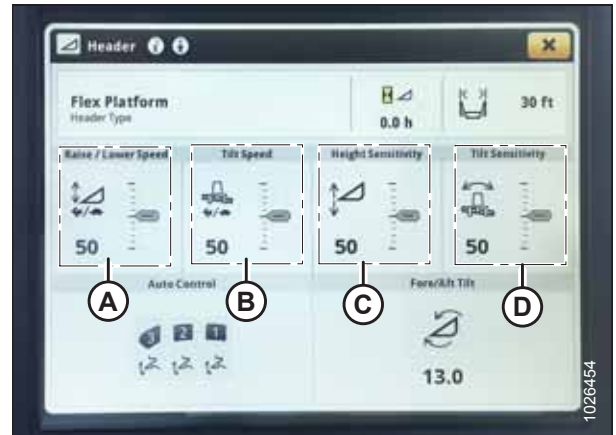 Header
Flex Platform
Header Type
0.0 h
30 ft
Raise / Lower Speed
Tilt Speed
Height Sensitivity
Tilt Sensitivity
50
50
50
50
A
B
C
D
Auto Control
Fore/Aft Tilt
3 2 1
13.0
1026454